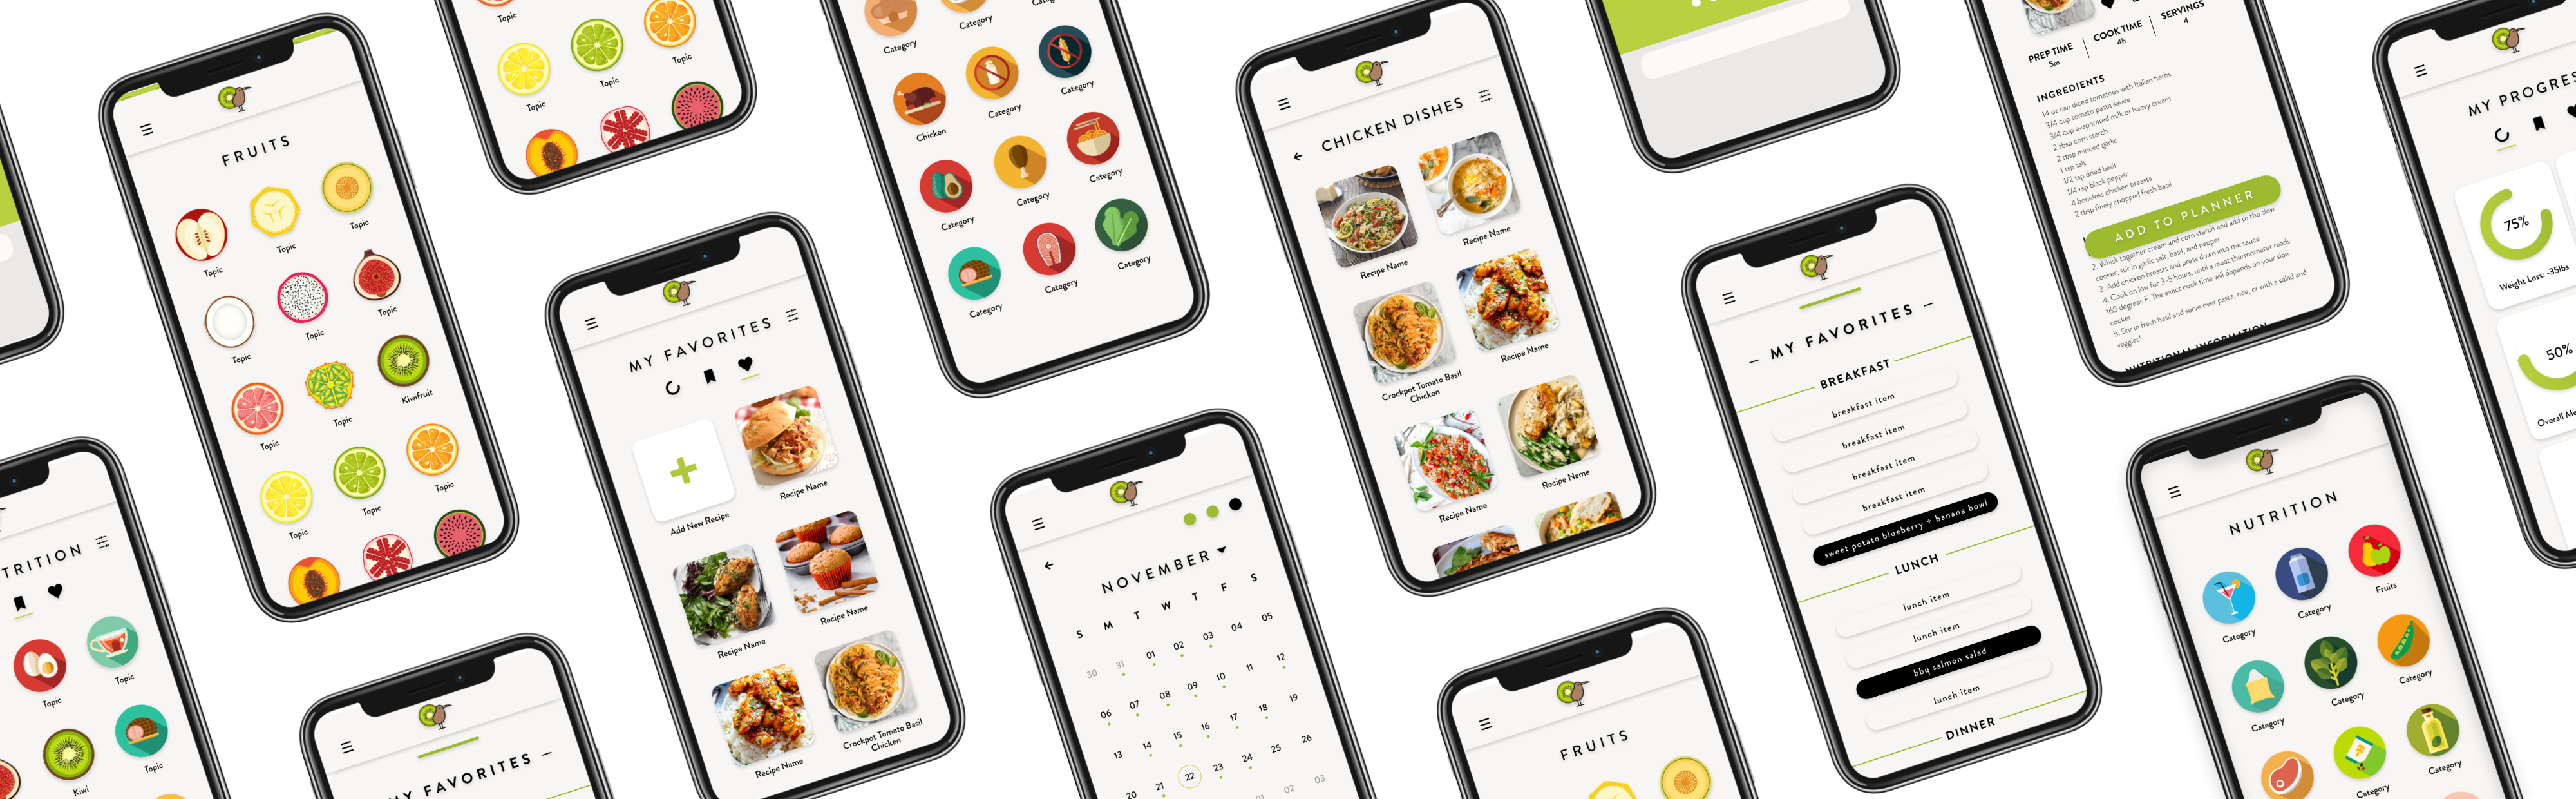 TRITION
Topic
Topic
Kiwi
Topic
FRUITS
Topic
Topic
Topic
Topic
Topic
Topic
Topic
Topic
Kiwifruit
Topic
Topic
Topic
MY FAVORITES –
Topic
Topic
Topic
Topic
MY FAVORITES
Add New Recipe
Recipe Name
Recipe Name
Recipe Name
Recipe Name
Crockpot Tomato Basil
Chicken
Category
Category
Chicken
Category
Category
Category
Category
Category
Category
Category
Category
NOVEMBER
S M T W T F S
30 31 01 02 03 04 05
06 07 08 09 10 11 12
13 14 15 16 17 18 19
20 21 22 23 24 25 26
01 02 03
CHICKEN DISHES
Recipe Name
Recipe Name
Crockpot Tomato Basil
Chicken
Recipe Name
Recipe Name
Recipe Name
FRUITS
– MY FAVORITES –
BREAKFAST
breakfast item
breakfast item
breakfast item
breakfast item
sweet potato blueberry + banana bowl
LUNCH
lunch item
lunch item
bbq salmon salad
lunch item
DINNER
PREP TIME
5m
COOK TIME
4h
SERVINGS
4
INGREDIENTS
14 oz can diced tomatoes with Italian herbs
3/4 cup tomato pasta sauce
3/4 cup evaporated milk or heavy cream
2 tbsp corn starch
2 tbsp minced garlic
1 tsp salt
1/2 tsp dried basil
1/4 tsp black pepper
4 boneless chicken breasts
2 tbsp finely chopped fresh basil
ADD TO PLANNER
2. Whisk together cream and corn starch and add to the slow
cooker; stir in garlic salt, basil, and pepper
3. Add chicken breasts and press down into the sauce
4. Cook on low for 3-5 hours, until a meat thermometer reads
165 degrees F. The exact cook time will depends on your slow
cooker.
5. Stir in fresh basil and serve over pasta, rice, or with a salad and
veggies!
NUTRITIONAL INFORMATION
NUTRITION
Category
Category
Fruits
Category
Category
Category
Category
Category
MY PROGRES
75%
Weight Loss: -35lbs
50%
Overall Me